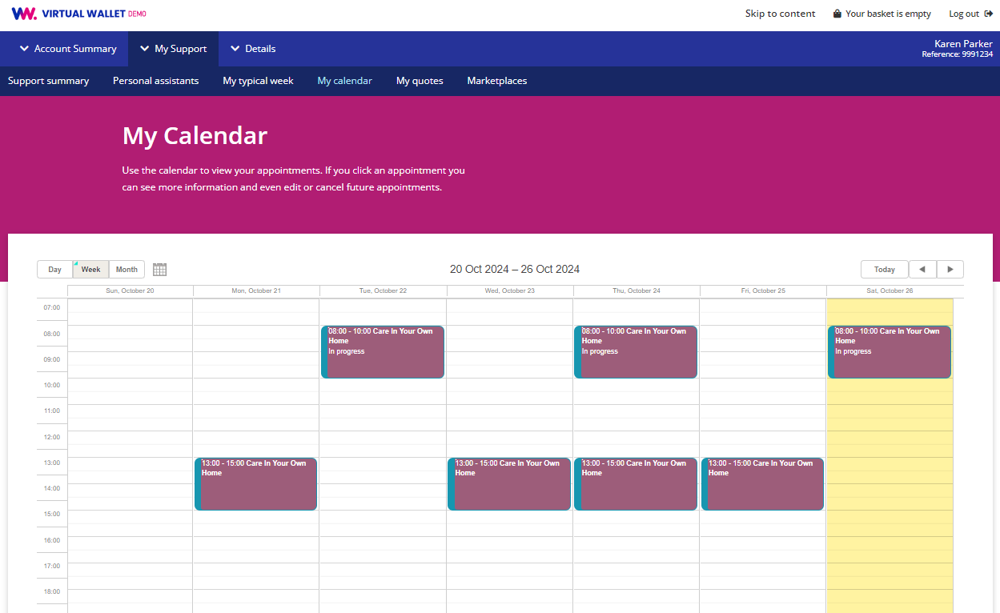 VW. VIRTUAL WALLET DEMO
Skip to content
Your basket is empty
Log out
Account Summary
My Support
Details
Karen Parker
Reference: 9991234
Support summary
Personal assistants
My typical week
My calendar
My quotes
Marketplaces
My Calendar
Use the calendar to view your appointments. If you click an appointment you
can see more information and even edit or cancel future appointments.
Day
Week
Month
20 Oct 2024 – 26 Oct 2024
Today
Sun, October 20
Mon, October 21
Tue, October 22
Wed, October 23
Thu, October 24
Fri, October 25
Sat, October 26
07:00
08:00
08:00 - 10:00 Care In Your Own
Home
In progress
08:00 - 10:00 Care In Your Own
Home
In progress
08:00 - 10:00 Care In Your Own
Home
In progress
09:00
10:00
11:00
12:00
13:00
13:00 - 15:00 Care In Your Own
Home
13:00 - 15:00 Care In Your Own
Home
13:00 - 15:00 Care In Your Own
Home
13:00 - 15:00 Care In Your Own
Home
14:00
15:00
16:00
17:00
18:00